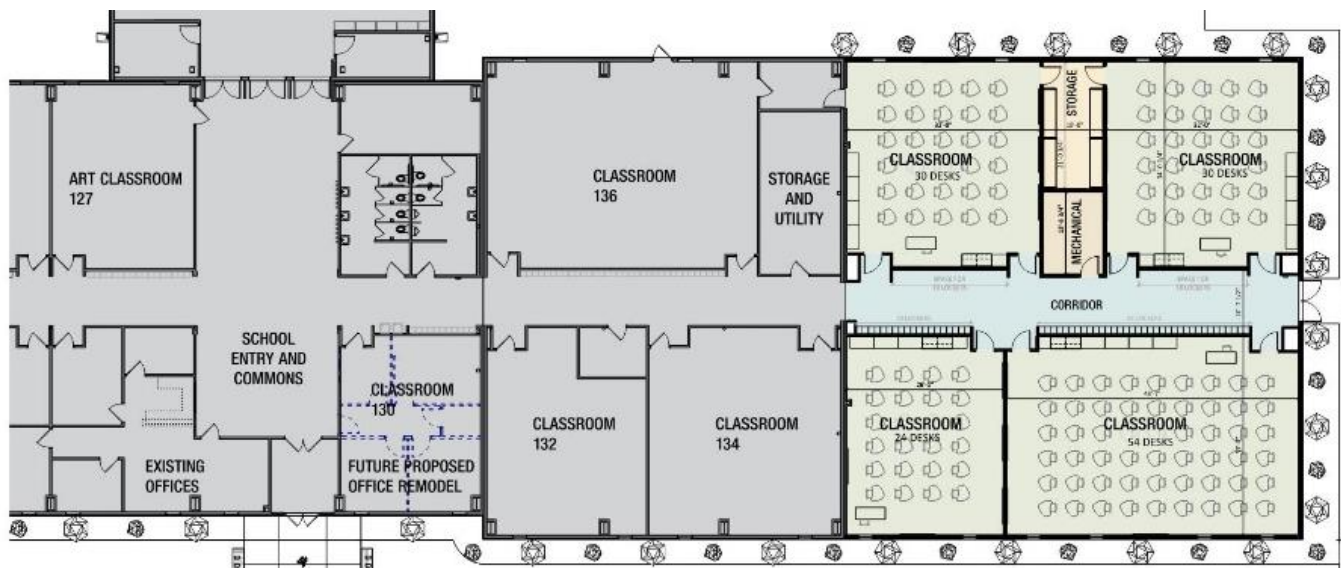 ART CLASSROOM
127
SCHOOL
ENTRY AND
COMMONS
EXISTING
OFFICES
CLASSROOM
130
FUTURE PROPOSED
OFFICE REMODEL
CLASSROOM
136
STORAGE
AND
UTILITY
CLASSROOM
132
CLASSROOM
134
CLASSROOM
30 DESKS
STORAGE
MECHANICAL
CLASSROOM
30 DESKS
CORRIDOR
CLASSROOM
24 DESKS
CLASSROOM
54 DESKS